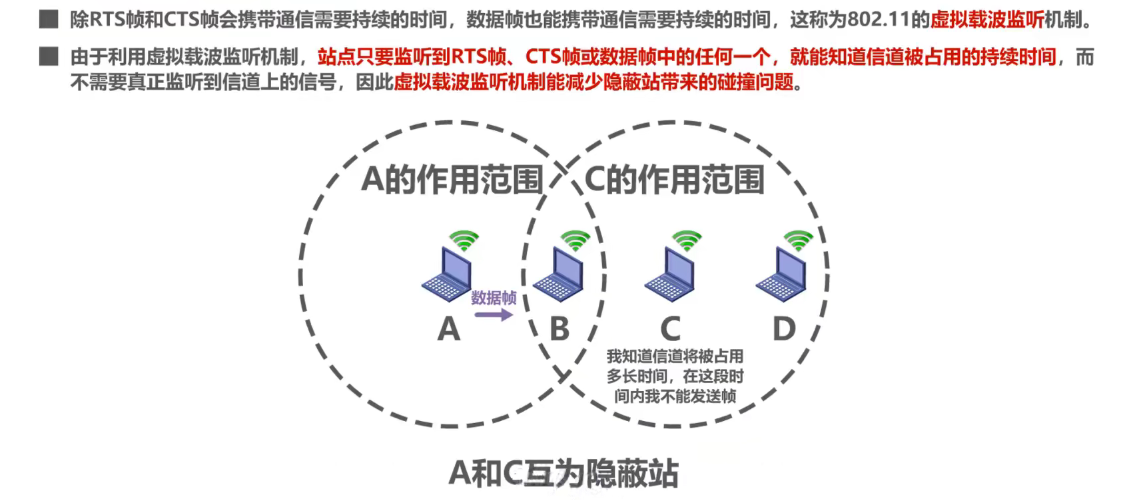 除RTS帧和CTS帧会携带通信需要持续的时间，数据帧也能携带通信需要持续的时间，这称为802.11的虚拟载波监听机制。
由于利用虚拟载波监听机制，站点只要监听到RTS帧、CTS帧或数据帧中的任何一个，就能知道信道被占用的持续时间，而
不需要真正监听到信道上的信号，因此虚拟载波监听机制能减少隐蔽站带来的碰撞问题。
A的作用范围
C的作用范围
数据帧
A
B
C
D
我知道信道将被占用
多长时间，在这段时
间内我不能发送帧
A和C互为隐蔽站